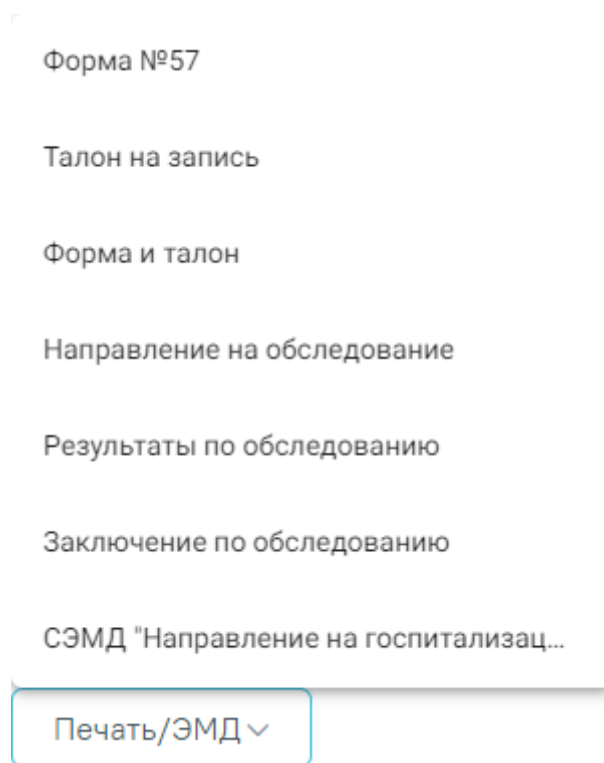 Форма №57
Талон на запись
Форма и талон
Направление на обследование
Результаты по обследованию
Заключение по обследованию
СЭМД "Направление на госпитализац...
Печать/ЭМД